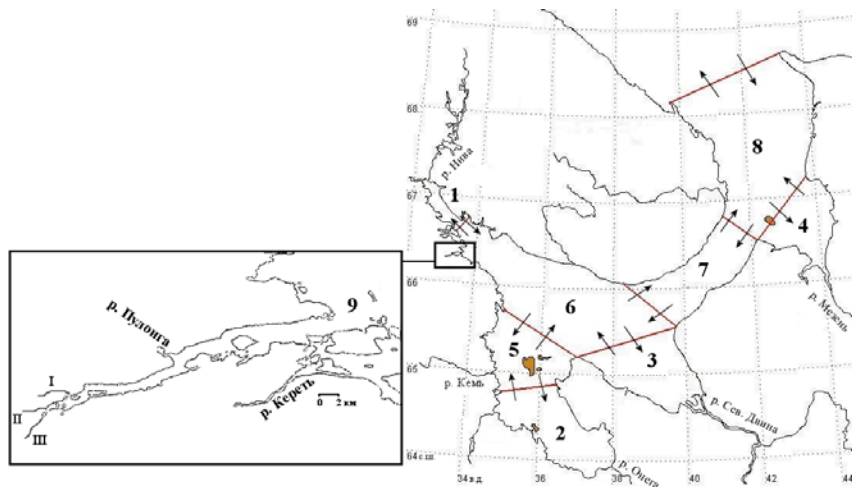 69
68
р. Нива
8
1
67
4
р. Мезень
7
9
66
6
р. Пулонга
5
3
I
65
р. Кемь
р. Кереть
0 2 км
II
р. Сев. Двина
III
2
64 с.ш.
р. Онега
34 в.д.
36
38
40
42
44